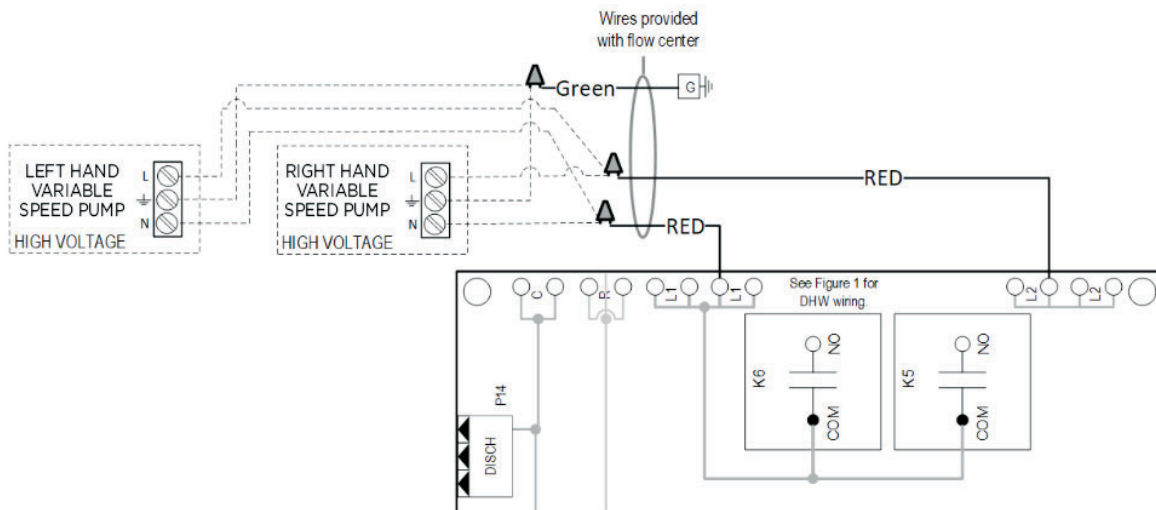 Wires provided
with flow center
Green
G
LEFT HAND
VARIABLE
SPEED PUMP
HIGH VOLTAGE
L
N
RIGHT HAND
VARIABLE
SPEED PUMP
HIGH VOLTAGE
L
N
RED
RED
C
R
L1
L1
See Figure 1 for
DHW wiring.
L2
L2
K6
NO
COM
K5
NO
COM
P14
DISCH